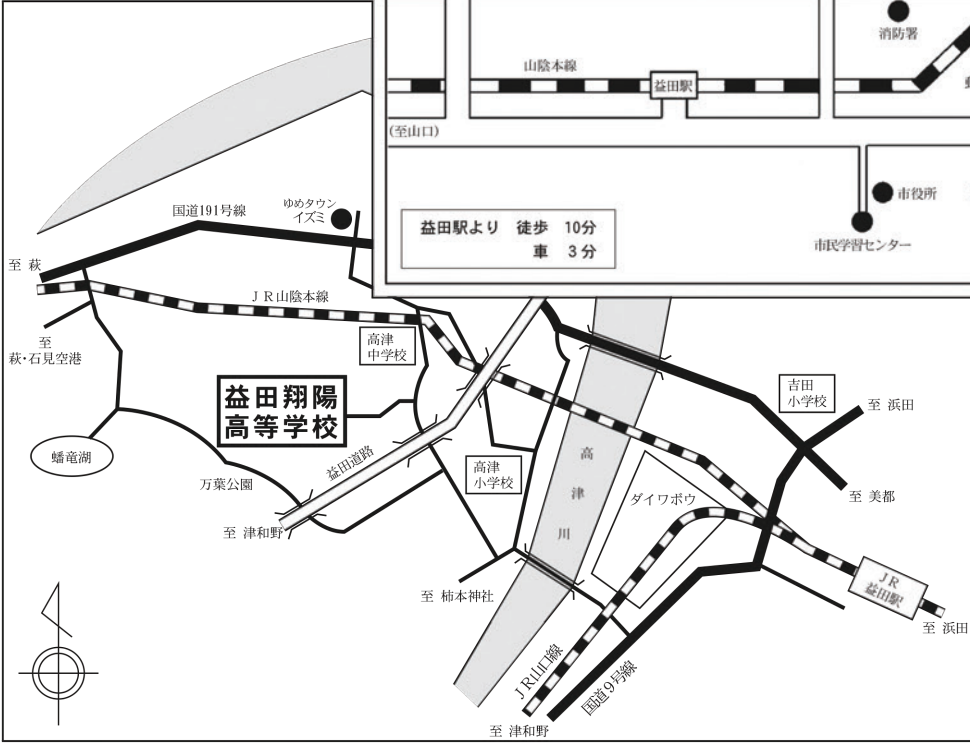 消防署
山陰本線
益田駅
(至山口)
市役所
市民学習センター
益田駅より 徒歩 10分
車 3分
国道191号線
ゆめタウン
イズミ
至 萩
JR山陰本線
至
萩・石見空港
高津
中学校
益田翔陽
高等学校
吉田
小学校
至 浜田
蟠竜湖
万葉公園
益田道路
高津
小学校
高津川
ダイワボウ
至 美都
至 津和野
至 柿本神社
JR
益田駅
至 浜田
JR山口線
国道9号線
至 津和野